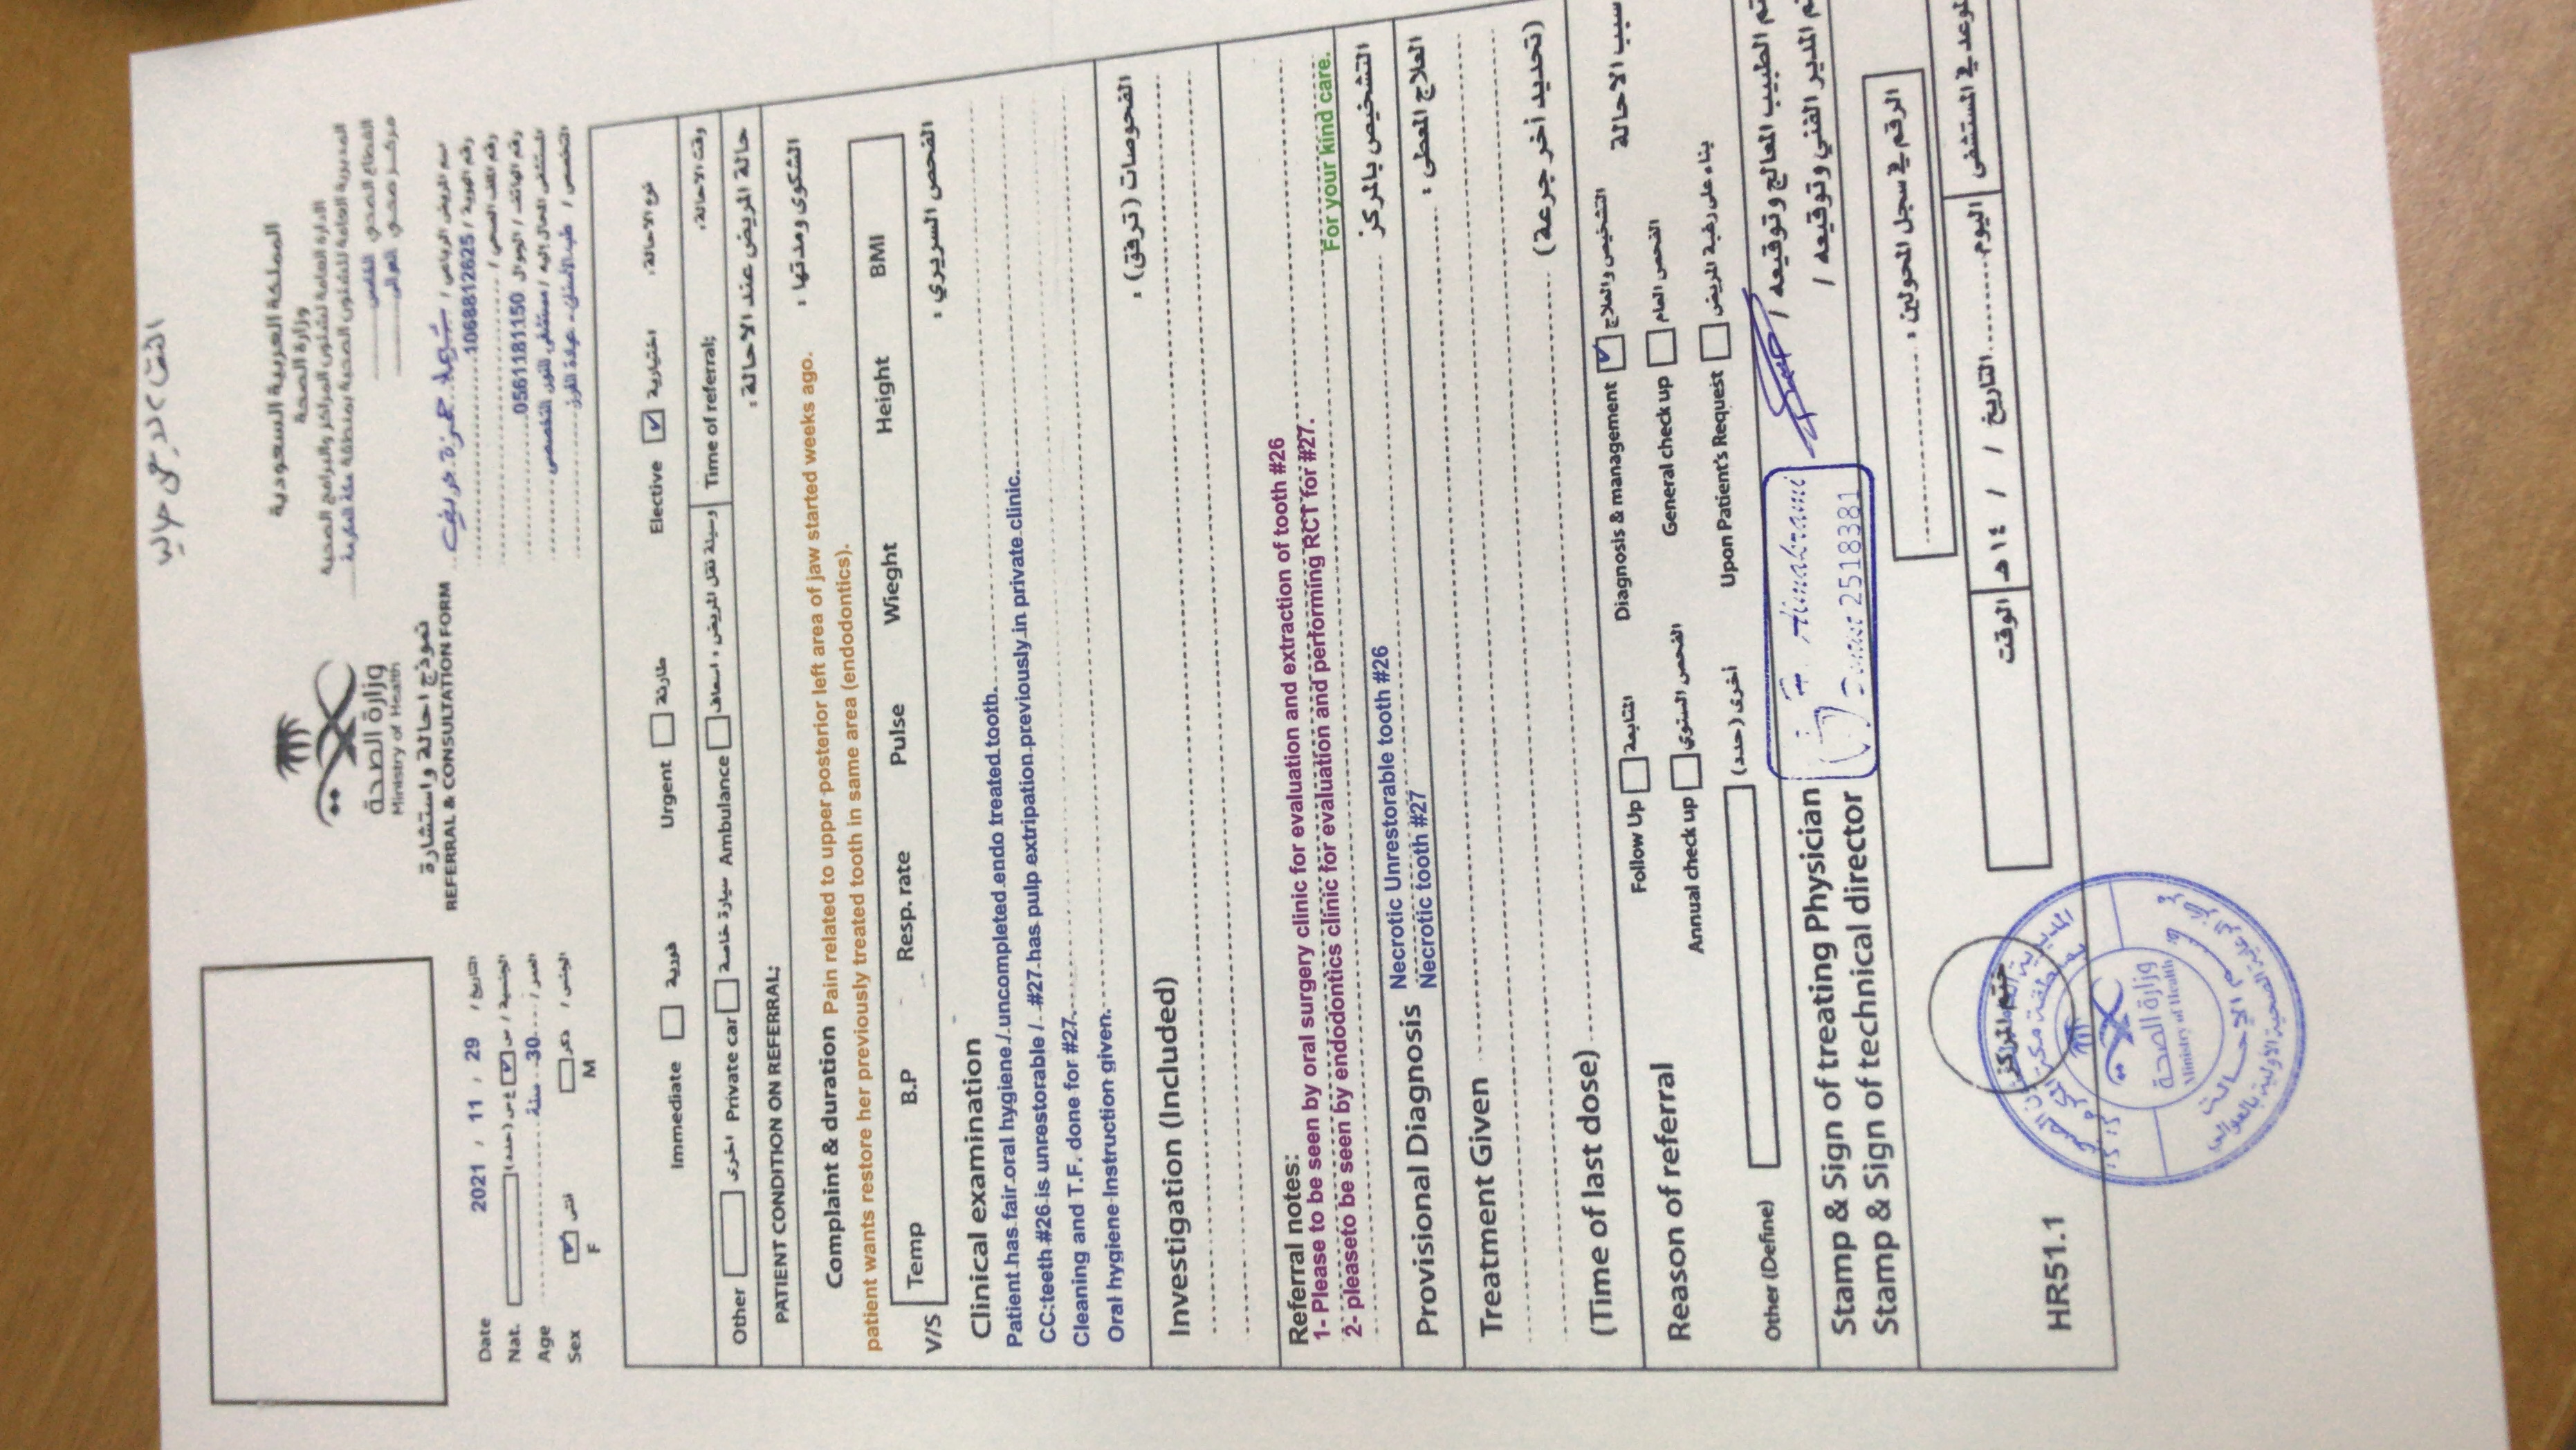 المملكة العربية السعودية
وزارة الصحة
الادارة العامة لشئون المراكز والبرامج الصحية
المديرية العامة للشئون الصحية بمنطقة مكة المكرمة
القطاع الصحي الخامس
مركز صحي العوالي
وزارة الصحة
Ministry of Health
نموذج احالة واستشارة
REFERRAL & CONSULTATION FORM
اسم المريض الرباعي / شيماء حمزة
رقم الهوية / 1068812625
رقم الملف الصحي /
رقم الهاتف / الجوال 0561181150
المستشفى المحال إليه / مستشفى النور التخصصي
التخصص / طب الأسنان - عيادة الفرز
Date 2021 / 11 / 29 التاريخ /
Nat. (حدد) غ س ✓ الجنسية / س
Age 30 سنة العمر /
Sex ✓ أنثى ذكر الجنس /
F M
Immediate فورية Urgent طارئة Elective ✓ اختيارية نوع الاحالة:
Other اخرى Private car سيارة خاصة Ambulance وسيلة نقل المريض : اسعاف Time of referral; وقت الاحالة:
PATIENT CONDITION ON REFERRAL; حالة المريض عند الاحالة :
Complaint & duration Pain related to upper posterior left area of jaw started weeks ago. الشكوى ومدتها :
patient wants restore her previously treated tooth in same area (endodontics).
V/S Temp B.P Resp. rate Pulse Wieght Height BMI
Clinical examination الفحص السريري :
Patient has fair oral hygiene / uncompleted endo treated tooth.
CC:teeth #26 is unrestorable / #27 has pulp extripation previously in private clinic.
Cleaning and T.F. done for #27.
Oral hygiene Instruction given.
Investigation (Included) الفحوصات (ترفق) :
Referral notes:
1- Please to be seen by oral surgery clinic for evaluation and extraction of tooth #26
2- pleaseto be seen by endodontics clinic for evaluation and performing RCT for #27.
For your kind care.
Provisional Diagnosis Necrotic Unrestorable tooth #26 التشخيص بالمركز
Necrotic tooth #27
Treatment Given العلاج المعطى :
(Time of last dose) (تحديد أخر جرعة)
Reason of referral Follow Up المتابعة Diagnosis & management ✓ التشخيص والعلاج سبب الاحالة
Annual check up الفحص السنوي General check up الفحص العام
Other (Define) أخرى (حدد) Upon Patient's Request بناء على رغبة المريض
Stamp & Sign of treating Physician تم الطبيب المعالج وتوقيعه /
Stamp & Sign of technical director تم المدير الفني وتوقيعه /
Almakrami
2518381
الرقم في سجل المحولين :
الموعد في المستشفى اليوم التاريخ / / ١٤ هـ الوقت
HR51.1
ختم المركز
بمنطقة مكة المكرمة
وزارة الصحة
Ministry of Health
قسم الإحالة
مركز الرعاية الصحية الأولية بالعوالي